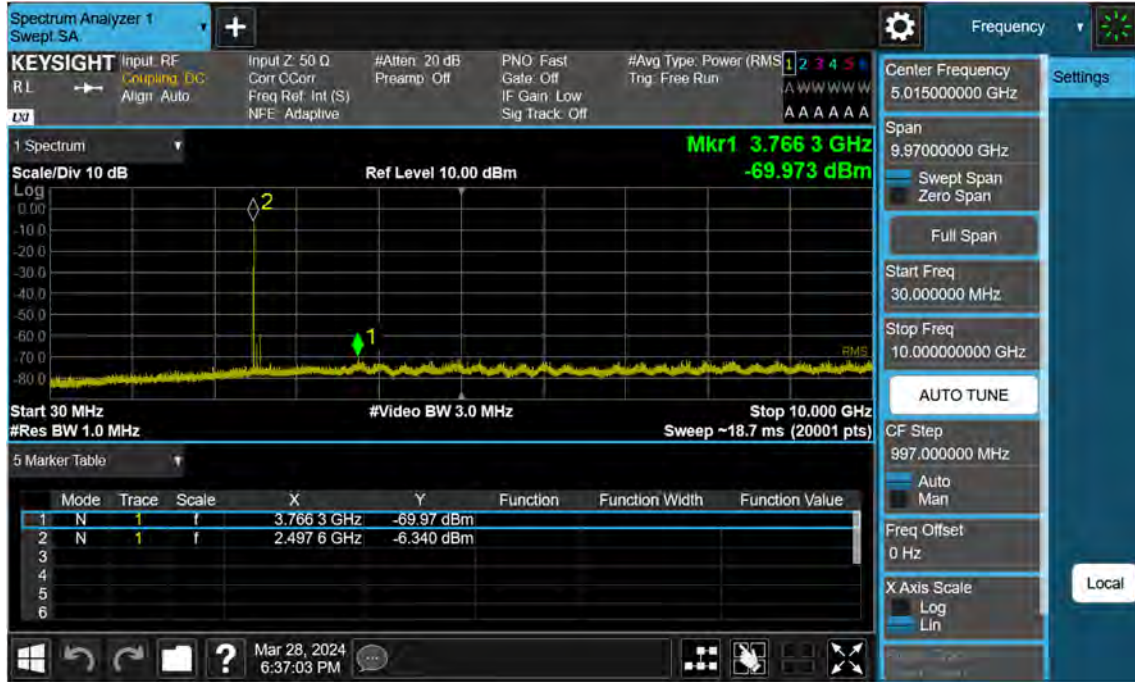 Spectrum Analyzer 1
Swept SA
+
Frequency
KEYSIGHT
RL
LXI
Input: RF
Coupling: DC
Align: Auto
Input Z: 50 Ω
Corr CCorr
Freq Ref: Int (S)
NFE: Adaptive
#Atten: 20 dB
Preamp: Off
PNO: Fast
Gate: Off
IF Gain: Low
Sig Track: Off
#Avg Type: Power (RMS
Trig: Free Run
1 2 3 4 5 6
A W W W W W
A A A A A A
1 Spectrum
Scale/Div 10 dB
Ref Level 10.00 dBm
Mkr1 3.766 3 GHz
-69.973 dBm
Log
0.00
-10.0
-20.0
-30.0
-40.0
-50.0
-60.0
-70.0
-80.0
2
1
RMS
Start 30 MHz
#Video BW 3.0 MHz
Stop 10.000 GHz
#Res BW 1.0 MHz
Sweep ~18.7 ms (20001 pts)
5 Marker Table
Mode Trace Scale X Y Function Function Width Function Value
1 N 1 f 3.766 3 GHz -69.97 dBm
2 N 1 f 2.497 6 GHz -6.340 dBm
3
4
5
6
?
Mar 28, 2024
6:37:03 PM
Center Frequency
5.015000000 GHz
Settings
Span
9.97000000 GHz
Swept Span
Zero Span
Full Span
Start Freq
30.000000 MHz
Stop Freq
10.000000000 GHz
AUTO TUNE
CF Step
997.000000 MHz
Auto
Man
Freq Offset
0 Hz
X Axis Scale
Log
Lin
Local